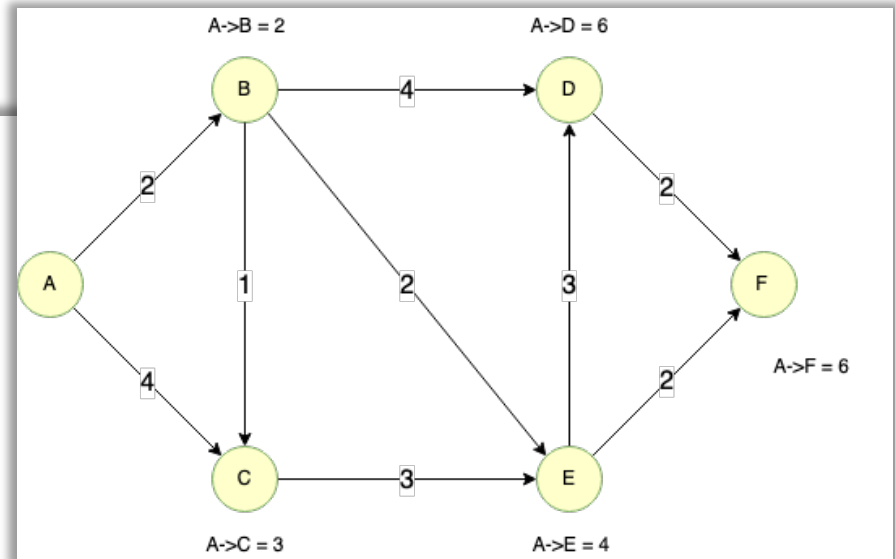 A->B = 2
A->D = 6
B
4
D
2
2
A
1
2
3
F
4
2
A->F = 6
C
3
E
A->C = 3
A->E = 4